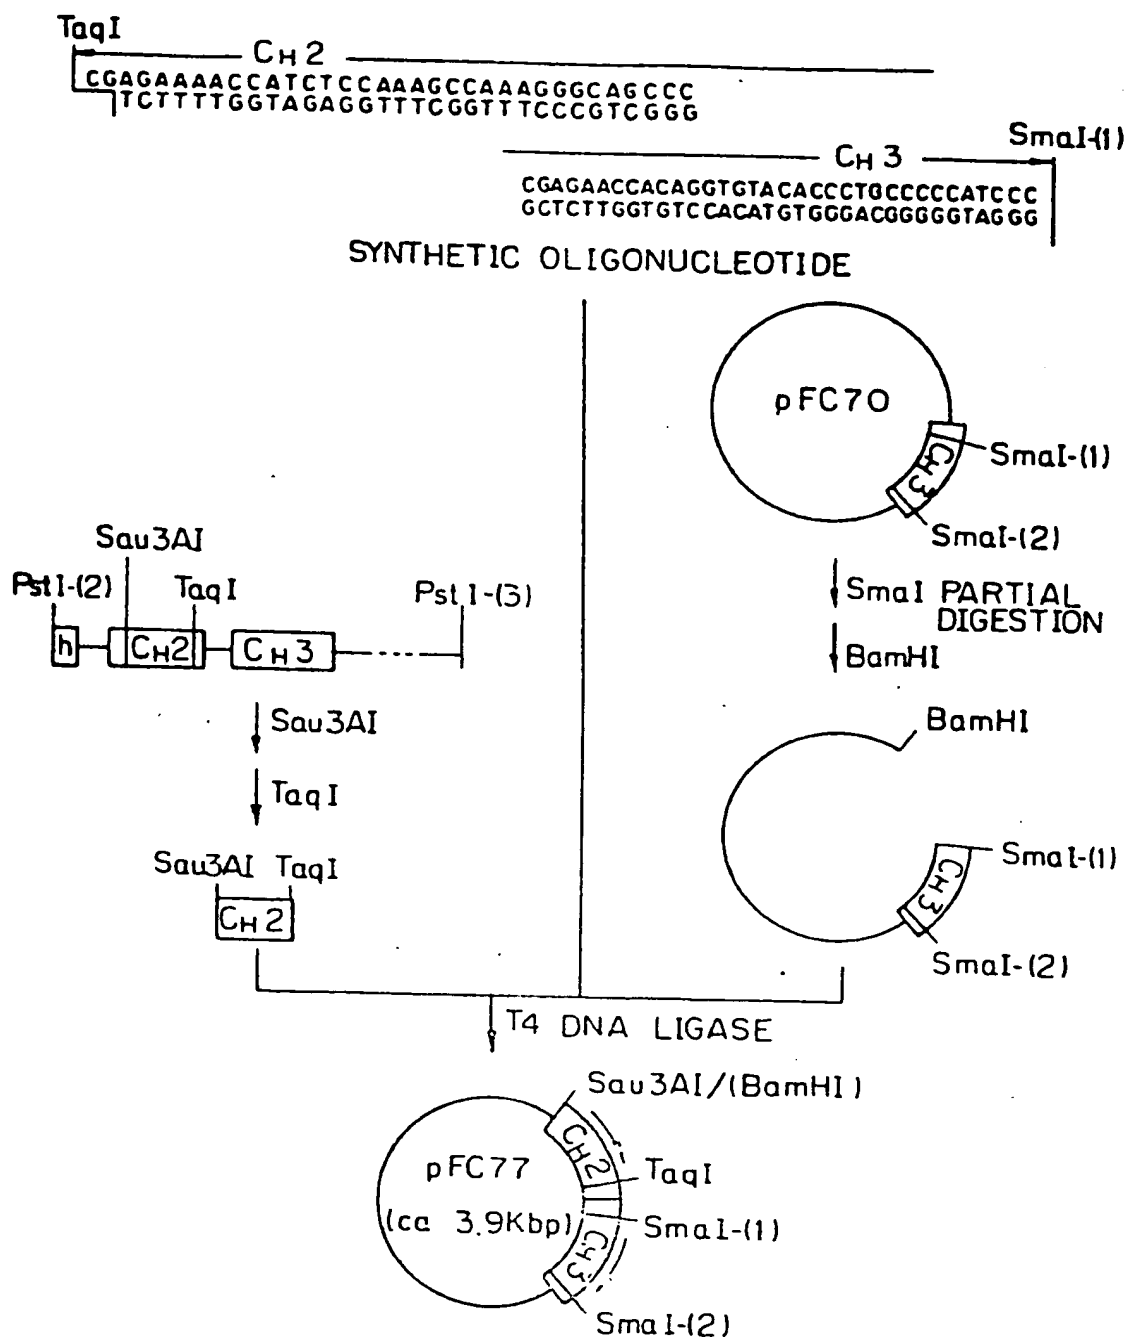 TaqI
CH2
CGAGAAAACCATCTCCAAAGCCAAAGGGCAGCCC
TCTTTTGGTAGAGGTTTCGGTTTCCCGTCGGG
SmaI-(1)
CH3
CGAGAACCACAGGTGTACACCCTGCCCCCATCCC
GCTCTTGGTGTCCACATGTGGGACGGGGGTAGGG
SYNTHETIC OLIGONUCLEOTIDE
pFC70
SmaI-(1)
CH3
SmaI-(2)
Sau3AI
PstI-(2)
TaqI
PstI-(3)
h
CH2
CH3
SmaI PARTIAL
DIGESTION
BamHI
Sau3AI
TaqI
BamHI
Sau3AI TaqI
CH2
SmaI-(1)
CH3
SmaI-(2)
T4 DNA LIGASE
Sau3AI/(BamHI)
CH2
pFC77
TaqI
(ca 3.9Kbp)
SmaI-(1)
CH3
SmaI-(2)